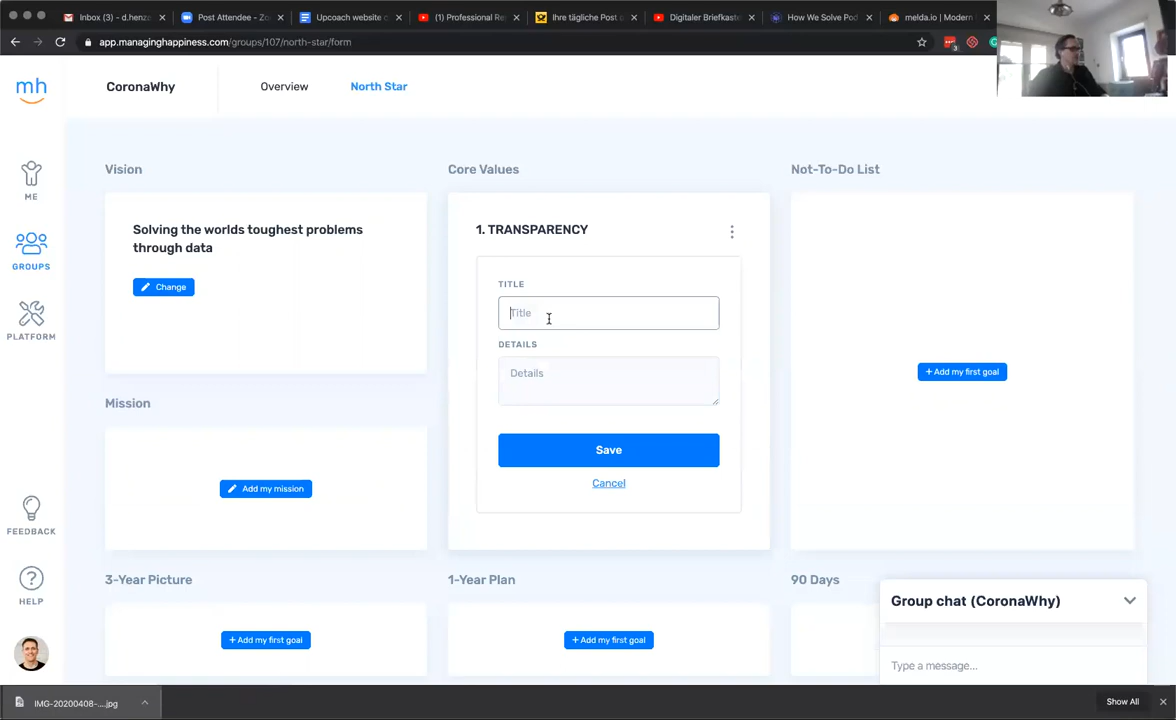 Inbox - d.henza
Post Attendee - Zo
Upcoach website c
(1) Professional Re
Ihre tägliche Post o
Digitaler Briefkaste
How We Solve Pod
melda.io | Modern
app.managinghappiness.com/groups/107/north-star/form
3
mh
CoronaWhy
Overview
North Star
ME
GROUPS
PLATFORM
FEEDBACK
HELP
Vision
Solving the worlds toughest problems
through data
Change
Mission
Add my mission
3-Year Picture
+ Add my first goal
Core Values
1. TRANSPARENCY
TITLE
Title
DETAILS
Details
Save
Cancel
1-Year Plan
+ Add my first goal
Not-To-Do List
+ Add my first goal
90 Days
Group chat (CoronaWhy)
Type a message...
IMG-20200408-....jpg
Show All